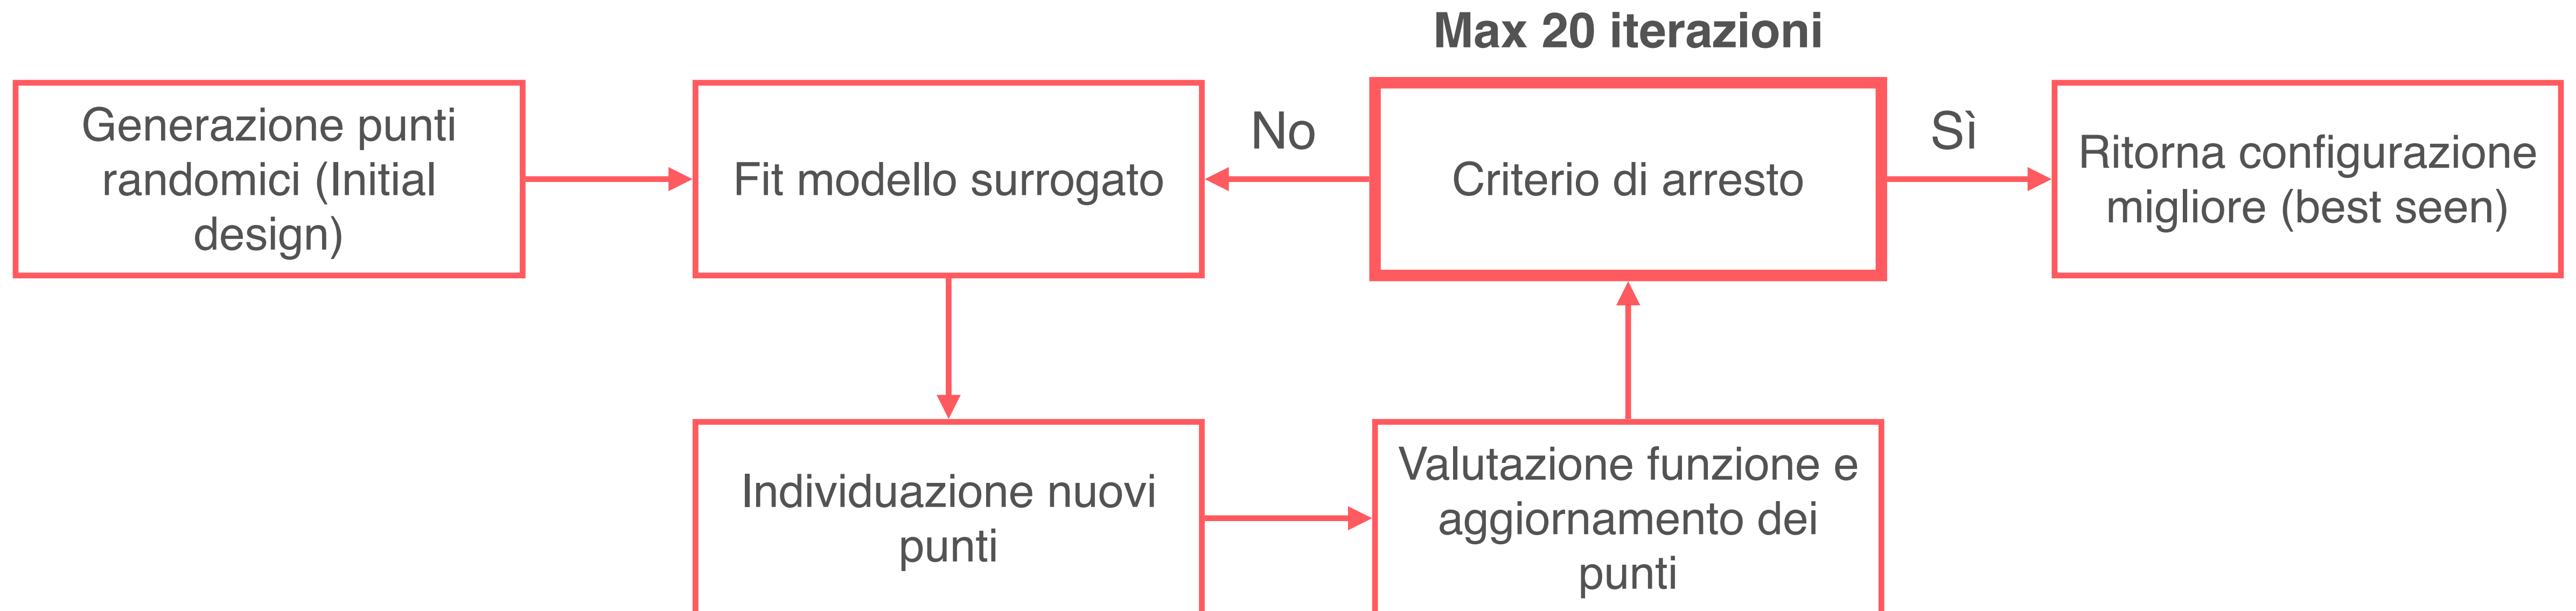 Max 20 iterazioni
Generazione punti
randomici (Initial
design)
Fit modello surrogato
No
Criterio di arresto
Sì
Ritorna configurazione
migliore (best seen)
Individuazione nuovi
punti
Valutazione funzione e
aggiornamento dei
punti